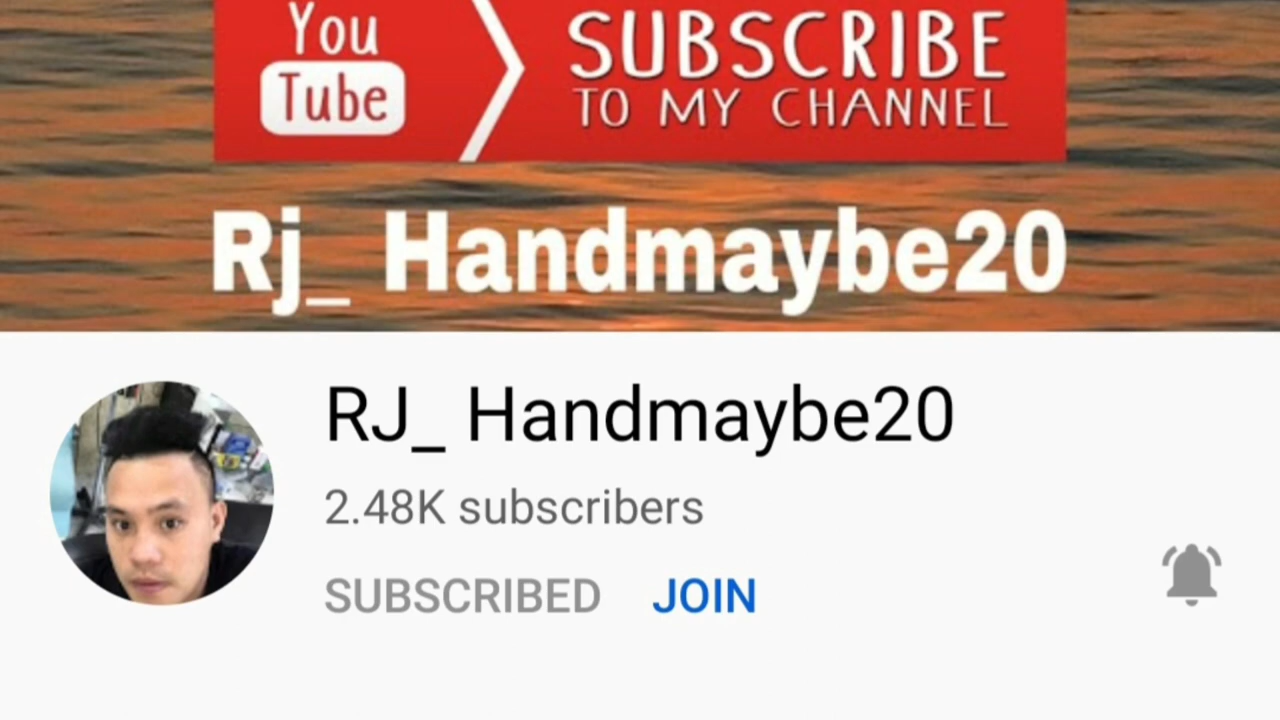 You
Tube
SUBSCRIBE
TO MY CHANNEL
Rj_ Handmaybe20
RJ_ Handmaybe20
2.48K subscribers
SUBSCRIBED JOIN